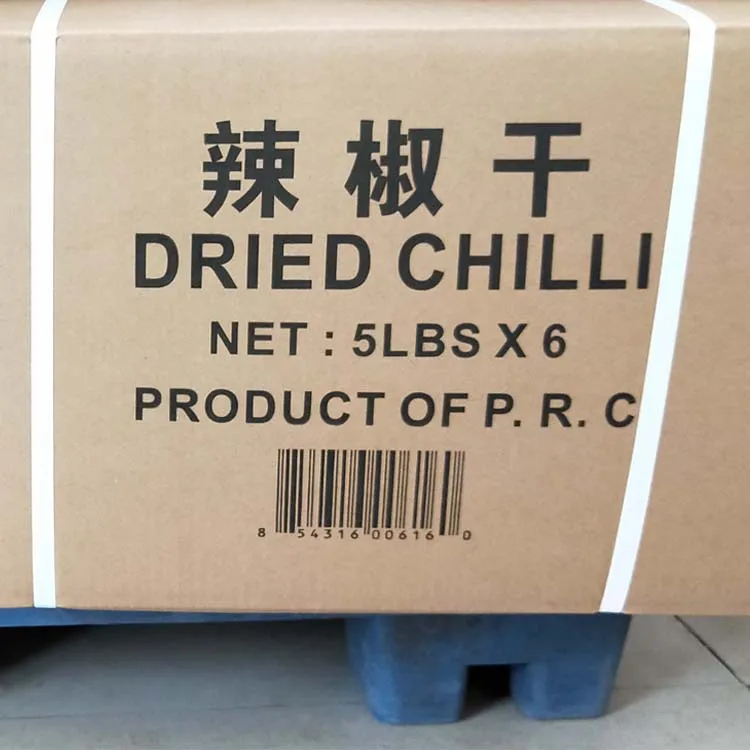 辣椒干
DRIED CHILLI
NET : 5LBS X 6
PRODUCT OF P. R. C
8 54316 00616 0